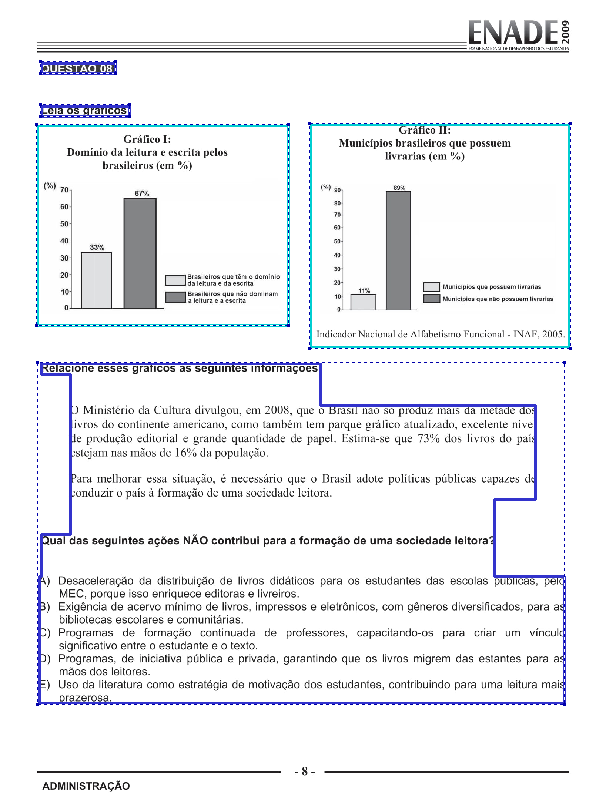 ENADE 2009
EXAME NACIONAL DE DESEMPENHO DOS ESTUDANTES
QUESTÃO 08
Leia os gráficos:
Gráfico I:
Domínio da leitura e escrita pelos
brasileiros (em %)
(%)
70
60
50
40
30
20
10
0
33%
67%
Brasileiros que têm o domínio
da leitura e da escrita
Brasileiros que não dominam
a leitura e a escrita
Gráfico II:
Municípios brasileiros que possuem
livrarias (em %)
(%)
90
80
70
60
50
40
30
20
10
0
11%
89%
Municípios que possuem livrarias
Municípios que não possuem livrarias
Indicador Nacional de Alfabetismo Funcional - INAF, 2005.
Relacione esses gráficos às seguintes informações:
O Ministério da Cultura divulgou, em 2008, que o Brasil não só produz mais da metade dos
livros do continente americano, como também tem parque gráfico atualizado, excelente nível
de produção editorial e grande quantidade de papel. Estima-se que 73% dos livros do país
estejam nas mãos de 16% da população.
Para melhorar essa situação, é necessário que o Brasil adote políticas públicas capazes de
conduzir o país à formação de uma sociedade leitora.
Qual das seguintes ações NÃO contribui para a formação de uma sociedade leitora?
A) Desaceleração da distribuição de livros didáticos para os estudantes das escolas públicas, pelo
MEC, porque isso enriquece editoras e livreiros.
B) Exigência de acervo mínimo de livros, impressos e eletrônicos, com gêneros diversificados, para as
bibliotecas escolares e comunitárias.
C) Programas de formação continuada de professores, capacitando-os para criar um vínculo
significativo entre o estudante e o texto.
D) Programas, de iniciativa pública e privada, garantindo que os livros migrem das estantes para as
mãos dos leitores.
E) Uso da literatura como estratégia de motivação dos estudantes, contribuindo para uma leitura mais
prazerosa.
- 8 -
ADMINISTRAÇÃO